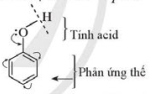 H
O
Tính acid
Phản ứng thế